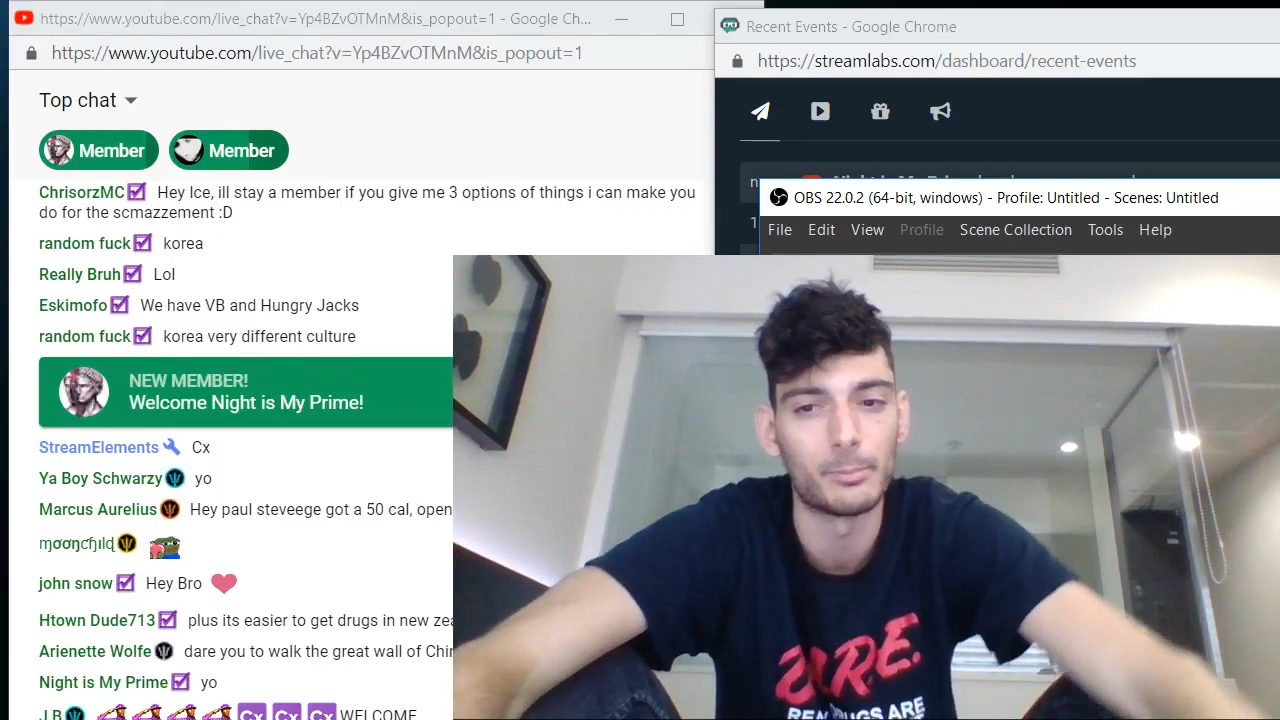 https://www.youtube.com/live_chat?v=Yp4BZvOTMnM&is_popout=1 - Google Ch...
https://www.youtube.com/live_chat?v=Yp4BZvOTMnM&is_popout=1
Top chat
Member Member
ChrisorzMC Hey Ice, ill stay a member if you give me 3 options of things i can make you
do for the scmazzement :D
random fuck korea
Really Bruh Lol
Eskimofo We have VB and Hungry Jacks
random fuck korea very different culture
NEW MEMBER!
Welcome Night is My Prime!
StreamElements Cx
Ya Boy Schwarzy yo
Marcus Aurelius Hey paul steveege got a 50 cal, open
john snow Hey Bro
Htown Dude713 plus its easier to get drugs in new zea
Arienette Wolfe dare you to walk the great wall of Chi
Night is My Prime yo
J B Cx Cx Cx WELCOME
Recent Events - Google Chrome
https://streamlabs.com/dashboard/recent-events
OBS 22.0.2 (64-bit, windows) - Profile: Untitled - Scenes: Untitled
File Edit View Profile Scene Collection Tools Help
D.A.R.E.
DRUGS ARE